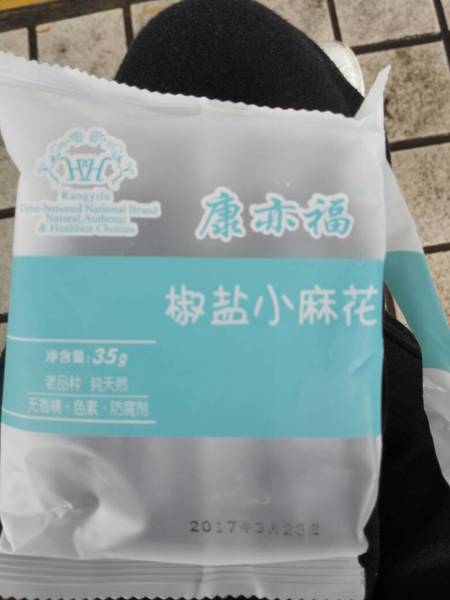 Kangyifu
Time-honored National Brand
Natural, Authentic
& Healthier Choices
康亦福
椒盐小麻花
净含量:35g
老品种 纯天然
无香精·色素·防腐剂
2017年3月28日